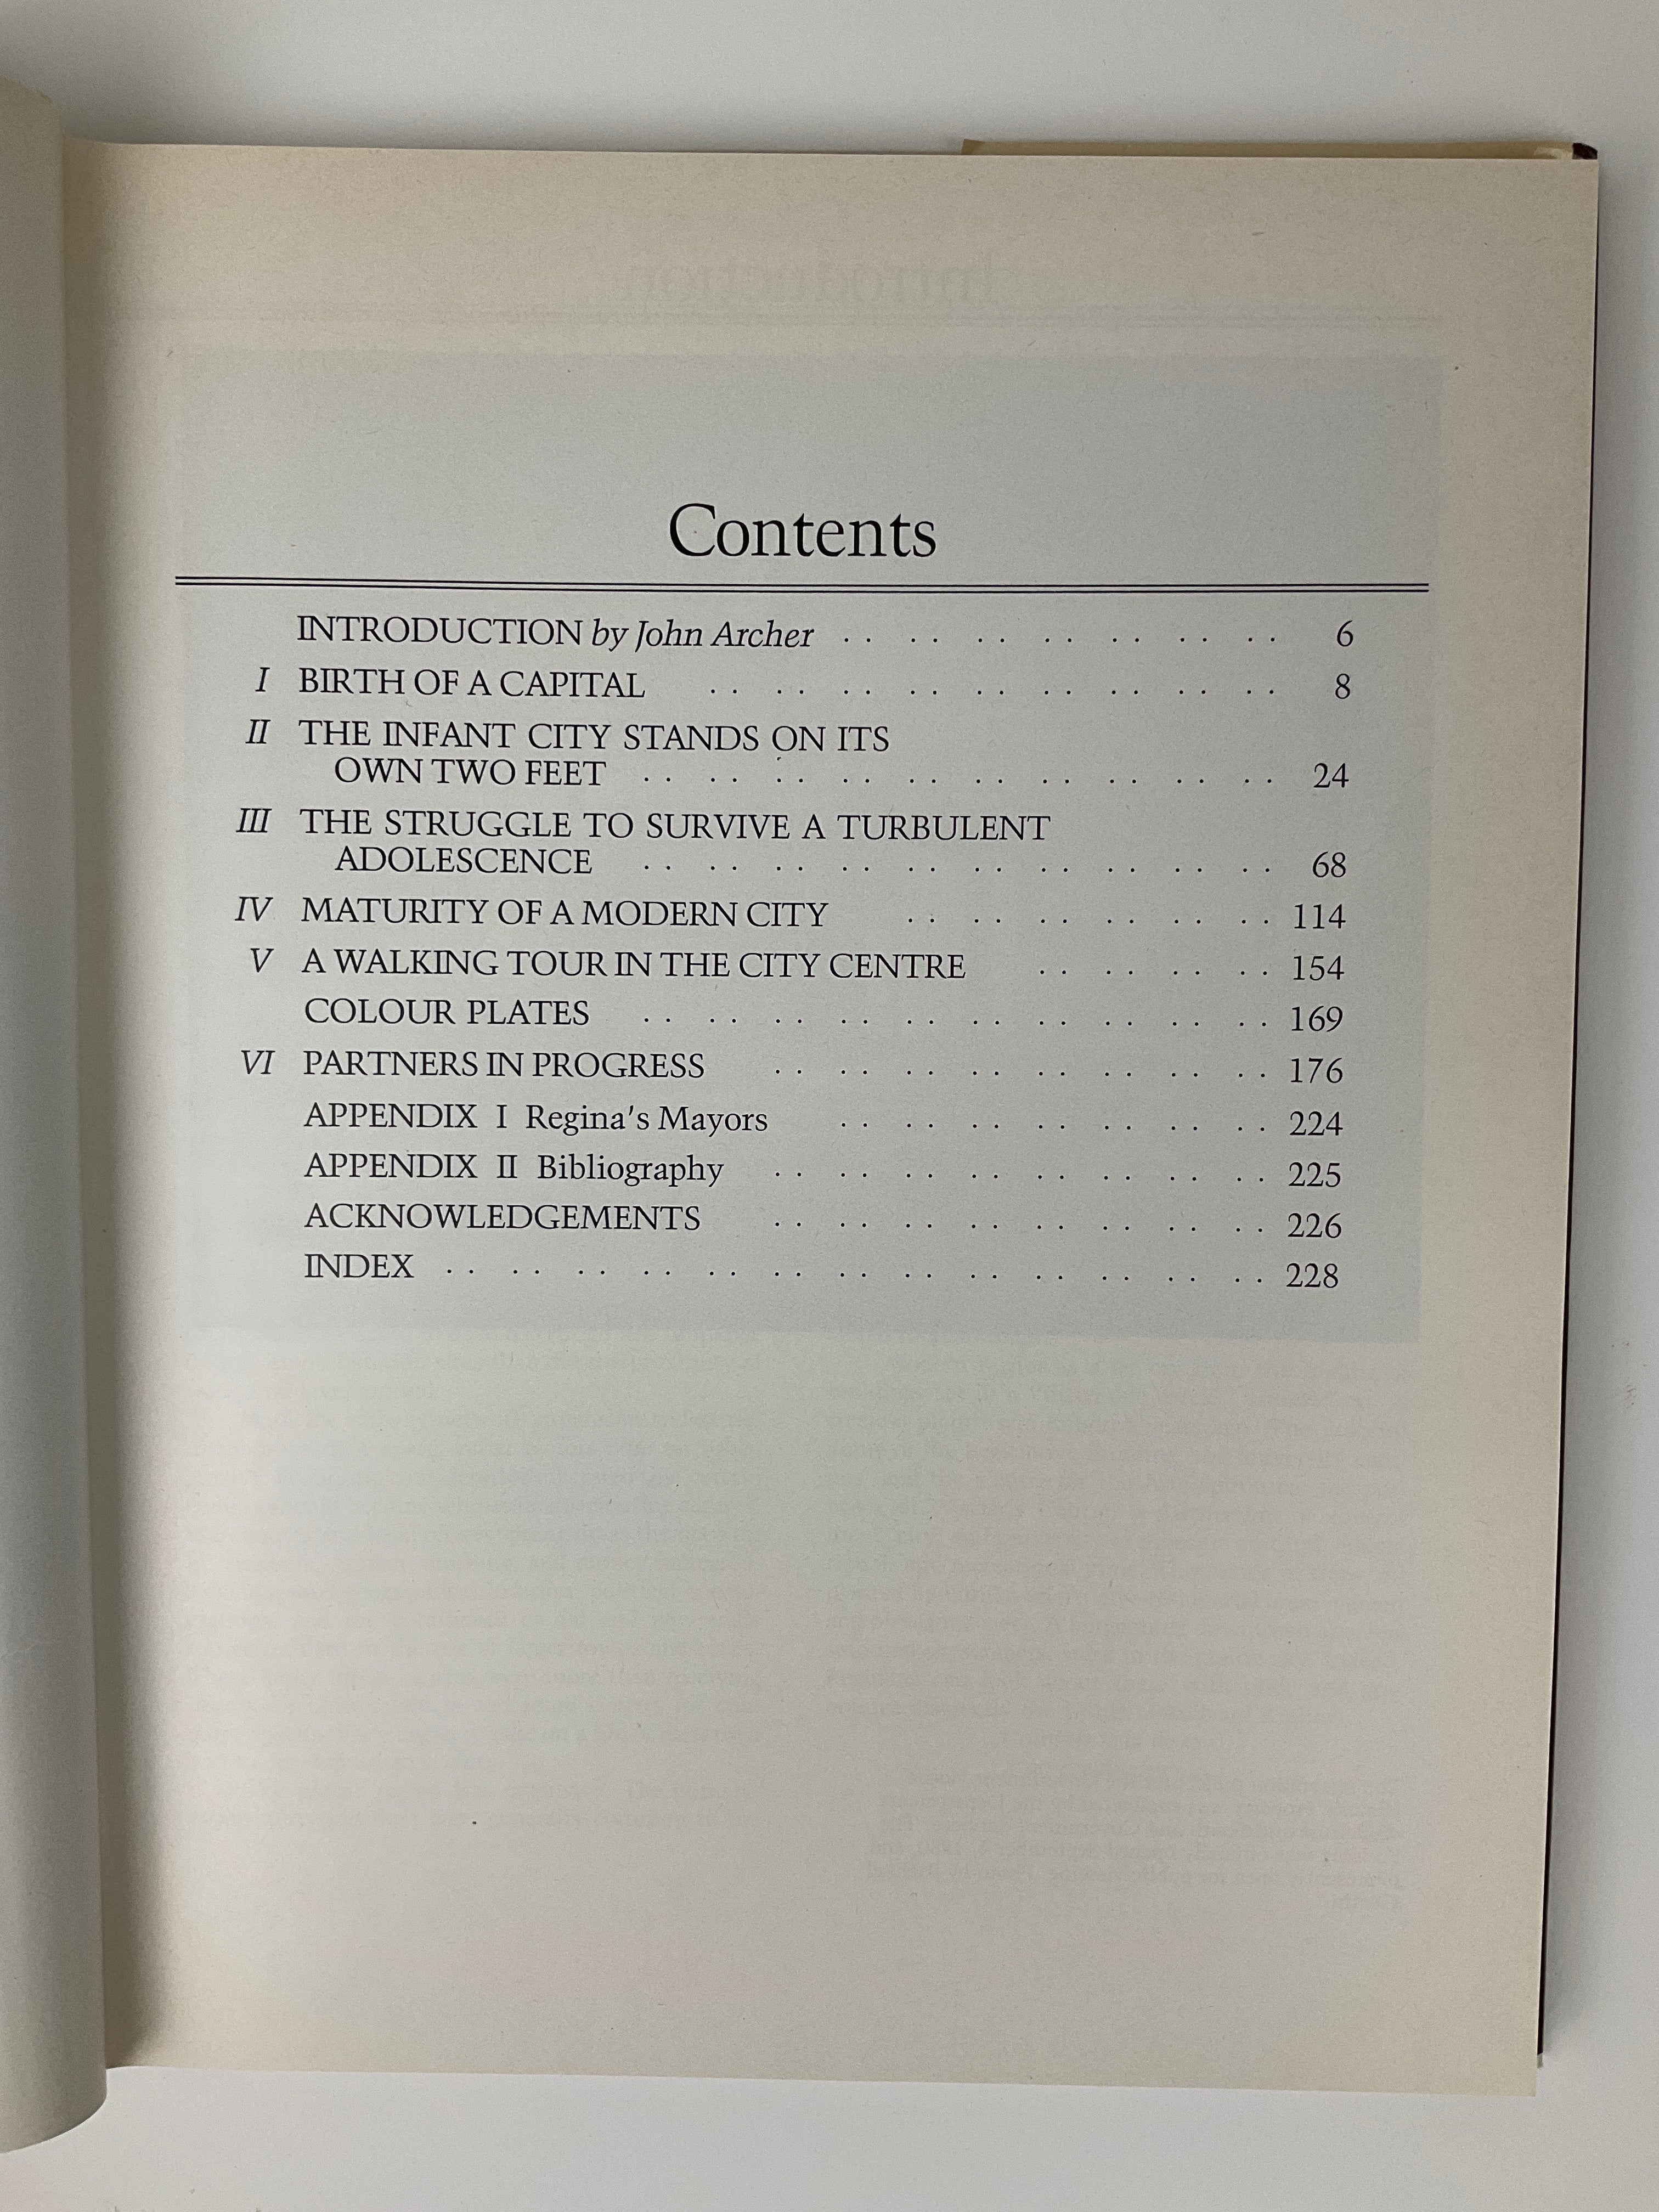 Contents
INTRODUCTION by John Archer . . . . . . . . . . . . . . 6
I BIRTH OF A CAPITAL . . . . . . . . . . . . . . . . . . 8
II THE INFANT CITY STANDS ON ITS
OWN TWO FEET . . . . . . . . . . . . . . . . . . . . 24
III THE STRUGGLE TO SURVIVE A TURBULENT
ADOLESCENCE . . . . . . . . . . . . . . . . . . . . 68
IV MATURITY OF A MODERN CITY . . . . . . . . . . . . 114
V A WALKING TOUR IN THE CITY CENTRE . . . . . . . . 154
COLOUR PLATES . . . . . . . . . . . . . . . . . . . . 169
VI PARTNERS IN PROGRESS . . . . . . . . . . . . . . . . 176
APPENDIX I Regina's Mayors . . . . . . . . . . . . . . 224
APPENDIX II Bibliography . . . . . . . . . . . . . . . . 225
ACKNOWLEDGEMENTS . . . . . . . . . . . . . . . . 226
INDEX . . . . . . . . . . . . . . . . . . . . . . . . . . 228